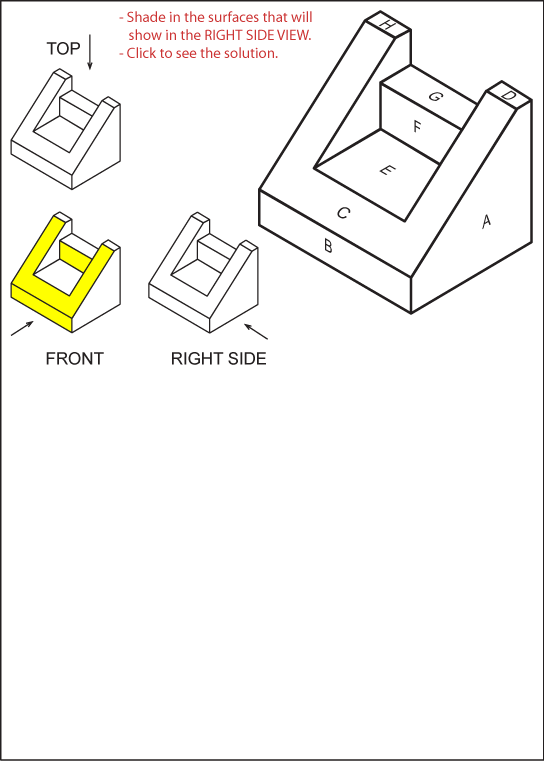 - Shade in the surfaces that will
show in the RIGHT SIDE VIEW.
- Click to see the solution.
TOP
H
D
G
F
E
C
A
B
FRONT
RIGHT SIDE